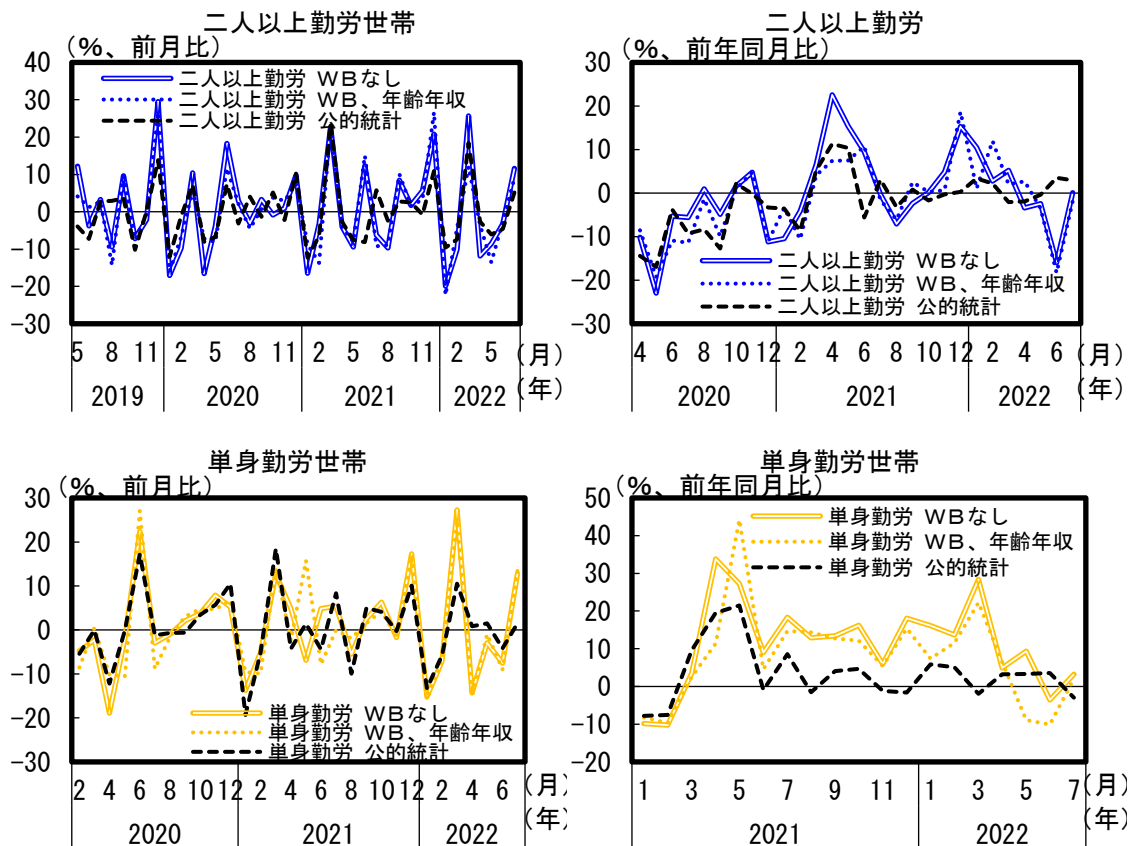 二人以上勤労世帯
（%、前月比）
40
30
20
10
0
-10
-20
-30
二人以上勤労 ＷＢなし
二人以上勤労 ＷＢ、年齢年収
二人以上勤労 公的統計
5 8 11 2 5 8 11 2 5 8 11 2 5 （月）
2019 2020 2021 2022 （年）
二人以上勤労
（%、前年同月比）
30
20
10
0
-10
-20
-30
二人以上勤労 ＷＢなし
二人以上勤労 ＷＢ、年齢年収
二人以上勤労 公的統計
4 6 8 10 12 2 4 6 8 10 12 2 4 6 （月）
2020 2021 2022 （年）
単身勤労世帯
（%、前月比）
30
20
10
0
-10
-20
-30
単身勤労 ＷＢなし
単身勤労 ＷＢ、年齢年収
単身勤労 公的統計
2 4 6 8 10 12 2 4 6 8 10 12 2 4 6 （月）
2020 2021 2022 （年）
単身勤労世帯
（%、前年同月比）
50
40
30
20
10
0
-10
-20
単身勤労 ＷＢなし
単身勤労 ＷＢ、年齢年収
単身勤労 公的統計
1 3 5 7 9 11 1 3 5 7 （月）
2021 2022 （年）